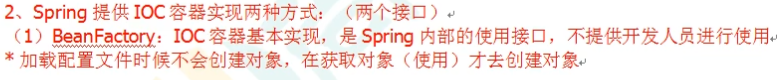 2、Spring 提供 IOC 容器实现两种方式：（两个接口）
（1）BeanFactory：IOC 容器基本实现，是 Spring 内部的使用接口，不提供开发人员进行使用
* 加载配置文件时候不会创建对象，在获取对象（使用）才去创建对象